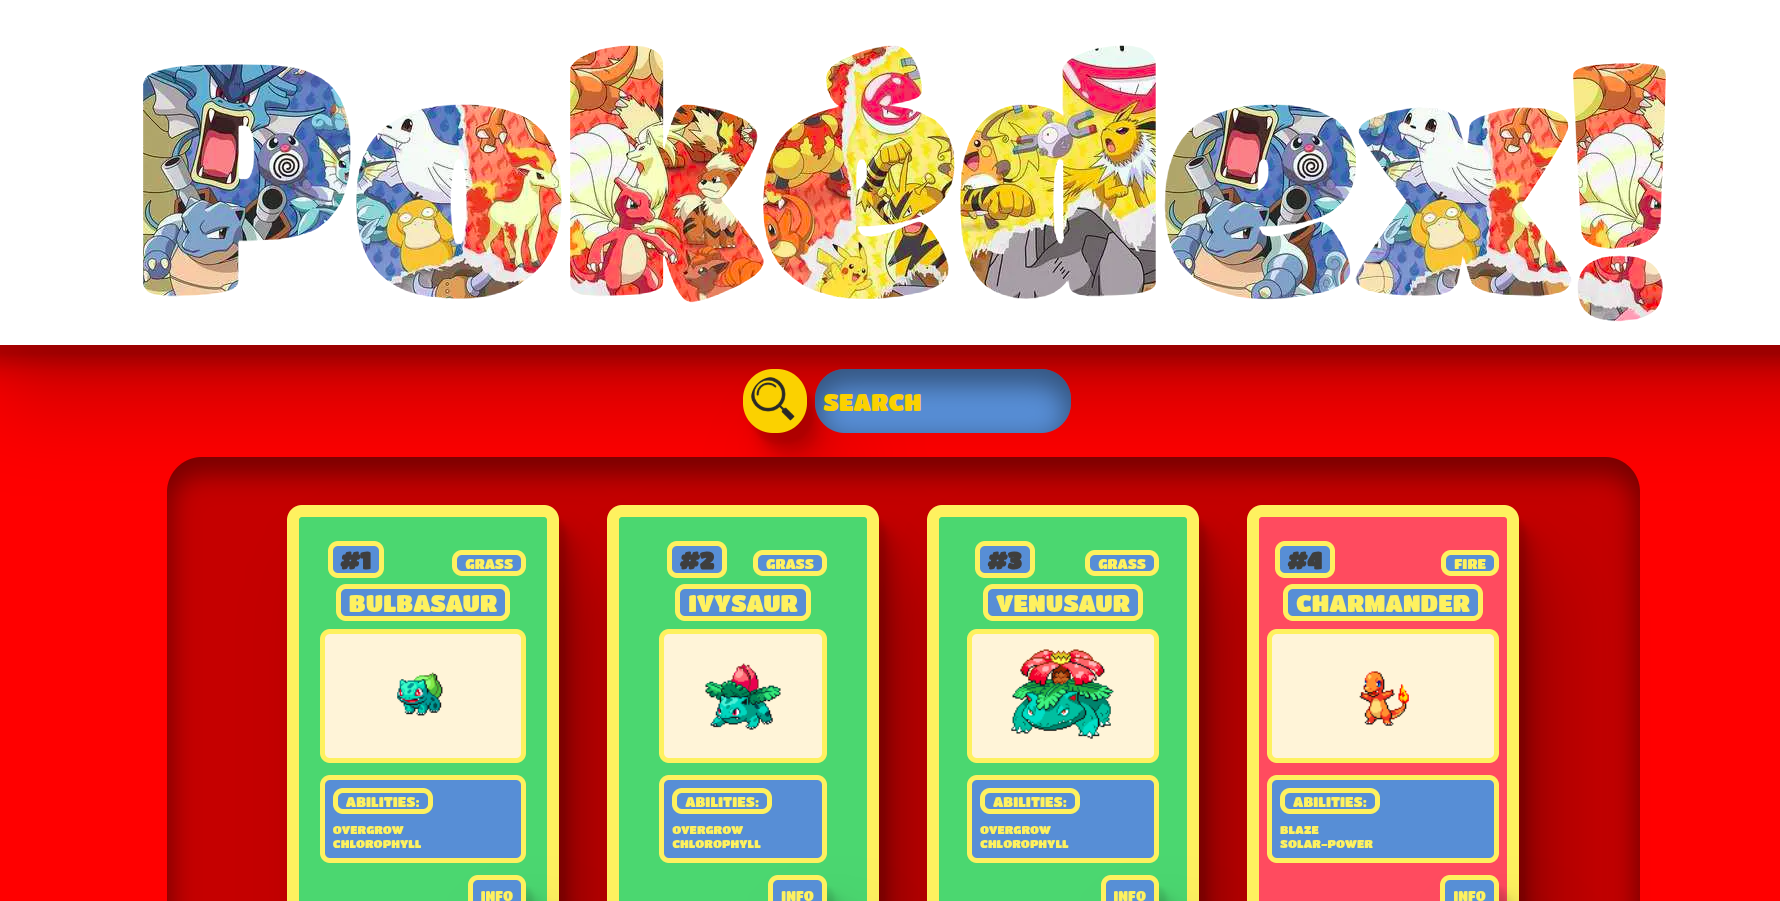 Pokédex!
SEARCH
#1
GRASS
BULBASAUR
ABILITIES:
OVERGROW
CHLOROPHYLL
INFO
#2
GRASS
IVYSAUR
ABILITIES:
OVERGROW
CHLOROPHYLL
INFO
#3
GRASS
VENUSAUR
ABILITIES:
OVERGROW
CHLOROPHYLL
INFO
#4
FIRE
CHARMANDER
ABILITIES:
BLAZE
SOLAR-POWER
INFO